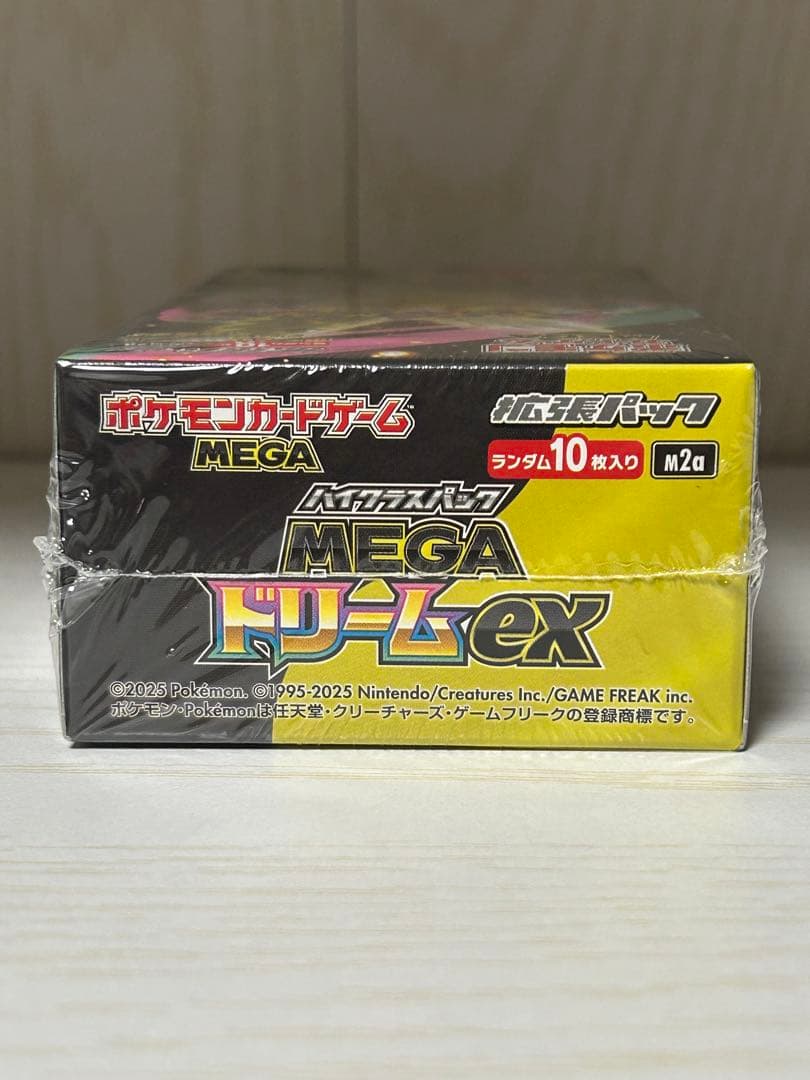 ポケモンカードゲーム
MEGA
拡張パック
ランダム10枚入り
M2a
ハイクラスパック
MEGA
ドリームex
©2025 Pokémon. ©1995-2025 Nintendo/Creatures Inc./GAME FREAK inc.
ポケモン・Pokémonは任天堂・クリーチャーズ・ゲームフリークの登録商標です。